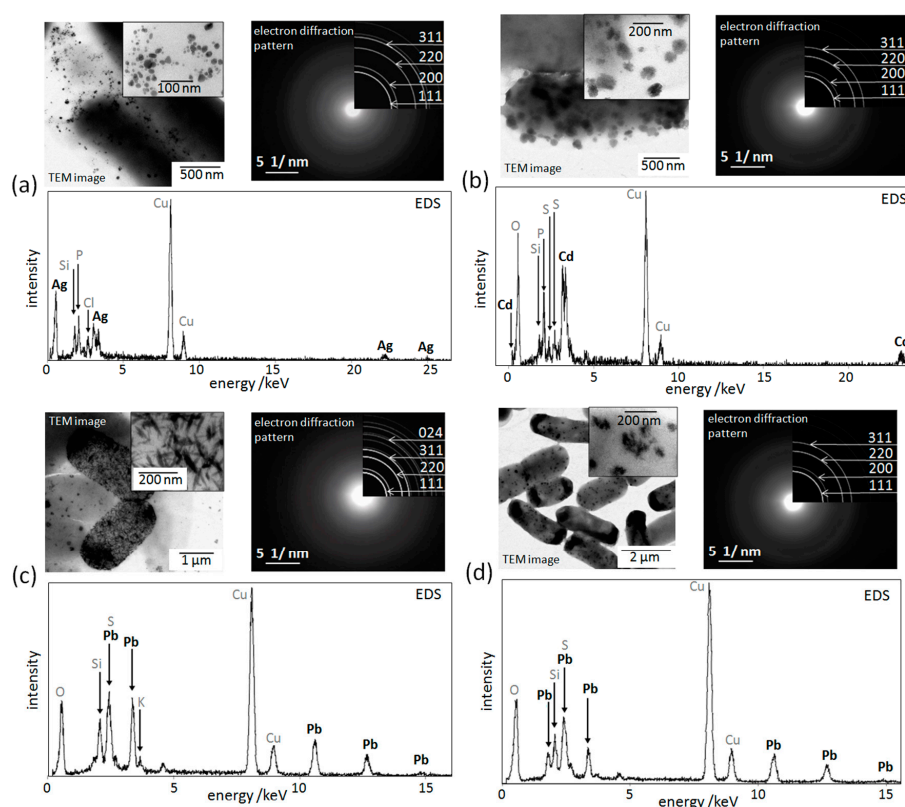 100 nm
500 nm
TEM image
electron diffraction
pattern
311
220
200
111
5 1/ nm
(a)
EDS
intensity
Ag
Si
P
Cl
Ag
Cu
Cu
Ag
Ag
0
5
10
15
20
25
energy /keV
200 nm
500 nm
TEM image
electron diffraction
pattern
311
220
200
111
5 1/ nm
(b)
EDS
intensity
Cd
O
Si
P
S
S
Cd
Cu
Cu
Cd
0
5
10
15
20
energy /keV
TEM image
200 nm
1 µm
electron diffraction
pattern
024
311
220
111
5 1/ nm
(c)
EDS
intensity
O
Si
S
Pb
Pb
K
Cu
Cu
Pb
Pb
Pb
0
5
10
15
energy /keV
200 nm
TEM image
2 µm
electron diffraction
pattern
311
220
200
111
5 1/ nm
(d)
EDS
intensity
O
Pb
Si
S
Pb
Pb
Cu
Cu
Pb
Pb
Pb
0
5
10
15
energy /keV